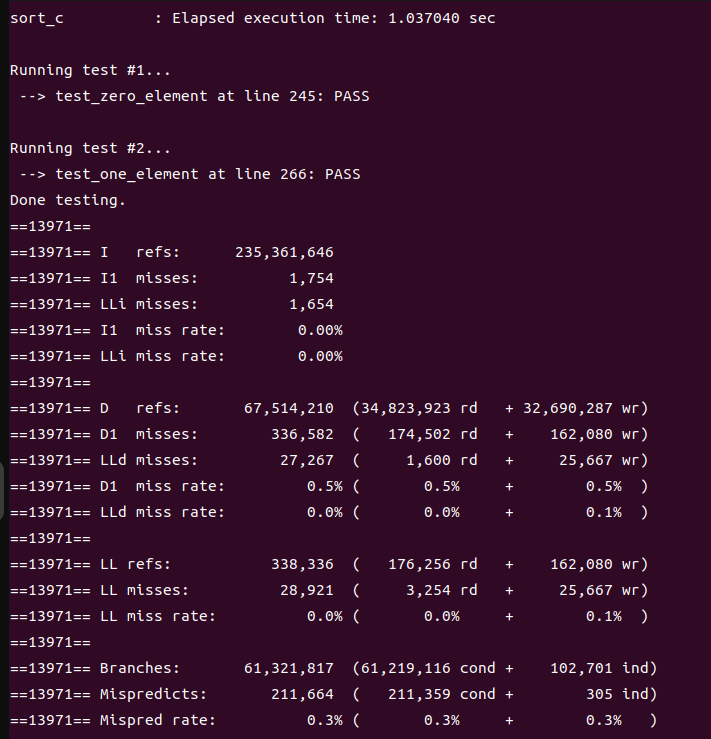 sort_c          : Elapsed execution time: 1.037040 sec

Running test #1...
 --> test_zero_element at line 245: PASS

Running test #2...
 --> test_one_element at line 266: PASS
Done testing.
==13971==
==13971== I   refs:      235,361,646
==13971== I1  misses:          1,754
==13971== LLi misses:          1,654
==13971== I1  miss rate:        0.00%
==13971== LLi miss rate:        0.00%
==13971==
==13971== D   refs:       67,514,210  (34,823,923 rd   + 32,690,287 wr)
==13971== D1  misses:        336,582  (   174,502 rd   +    162,080 wr)
==13971== LLd misses:         27,267  (     1,600 rd   +     25,667 wr)
==13971== D1  miss rate:         0.5% (       0.5%     +        0.5%  )
==13971== LLd miss rate:         0.0% (       0.0%     +        0.1%  )
==13971==
==13971== LL refs:           338,336  (   176,256 rd   +    162,080 wr)
==13971== LL misses:          28,921  (     3,254 rd   +     25,667 wr)
==13971== LL miss rate:          0.0% (       0.0%     +        0.1%  )
==13971==
==13971== Branches:       61,321,817  (61,219,116 cond +    102,701 ind)
==13971== Mispredicts:       211,664  (   211,359 cond +        305 ind)
==13971== Mispred rate:          0.3% (       0.3%     +        0.3%   )